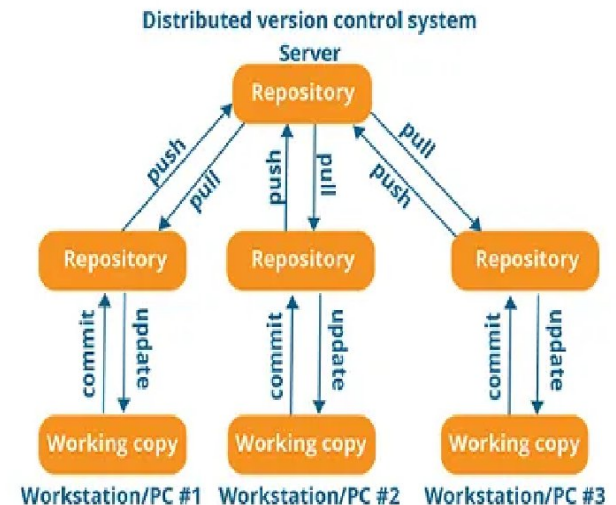 Distributed version control system
Server
Repository
push
pull
push
pull
push
pull
Repository
Repository
Repository
commit
update
commit
update
commit
update
Working copy
Working copy
Working copy
Workstation/PC #1
Workstation/PC #2
Workstation/PC #3